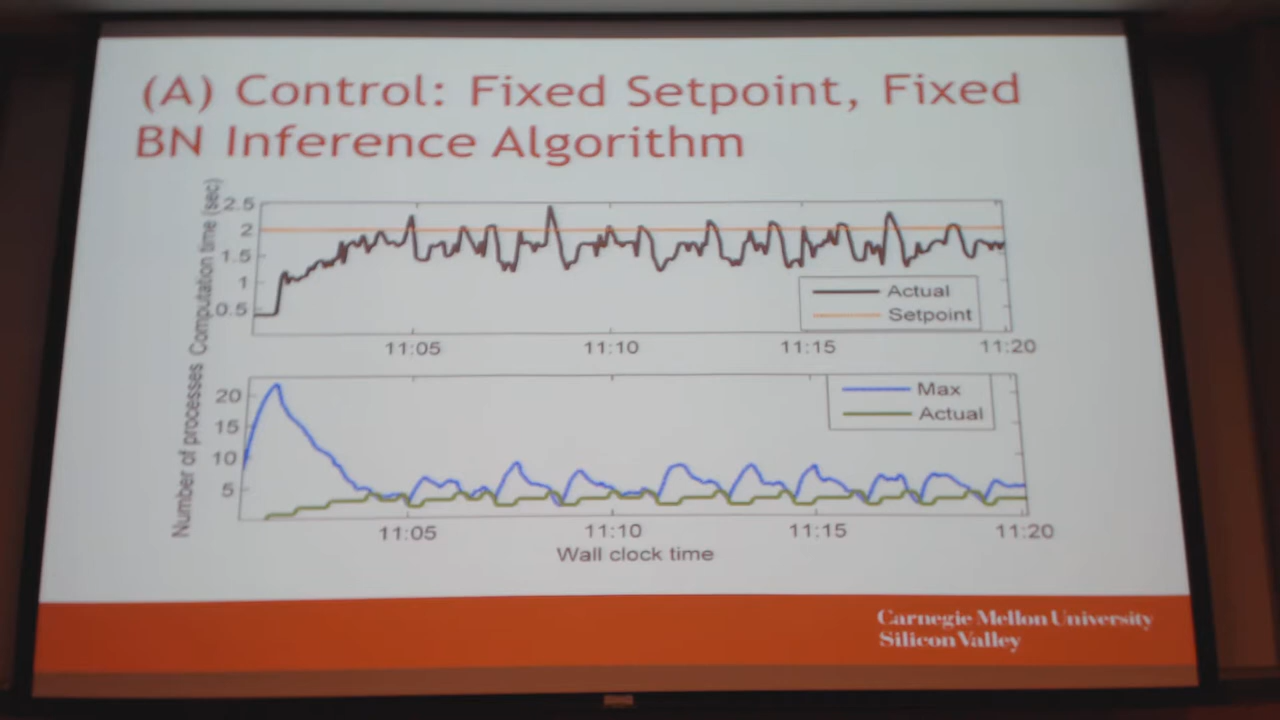 (A) Control: Fixed Setpoint, Fixed
BN Inference Algorithm
Computation time (sec)
2.5
2
1.5
1
0.5
Actual
Setpoint
11:05 11:10 11:15 11:20
Number of processes
20
15
10
5
Max
Actual
11:05 11:10 11:15 11:20
Wall clock time
Carnegie Mellon University
Silicon Valley